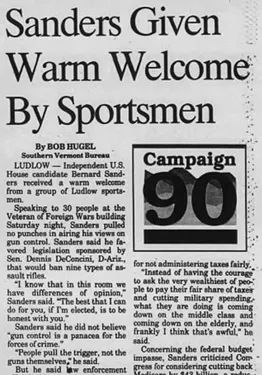 Sanders Given
Warm Welcome
By Sportsmen
By BOB HUGEL
Southern Vermont Bureau
LUDLOW — Independent U.S.
House candidate Bernard Sand-
ers received a warm welcome
from a group of Ludlow sports-
men.
Speaking to 30 people at the
Veteran of Foreign Wars building
Saturday night, Sanders pulled
no punches in airing his views on
gun control. Sanders said he fa-
vored legislation sponsored by
Sen. Dennis DeConcini, D-Ariz.,
that would ban nine types of as-
sault rifles.
"I know that in this room we
have differences of opinion,"
Sanders said. "The best that I can
do for you, if I'm elected, is to be
honest with you."
Sanders said he did not believe
"gun control is a panacea for the
forces of crime."
"People pull the trigger, not the
guns themselves," he said.
But he said law enforcement
Campaign
90
for not administering taxes fairly.
"Instead of having the courage
to ask the very wealthiest of peo-
ple to pay their fair share of taxes
and cutting military spending,
what they are doing is coming
down on the middle class and
coming down on the elderly, and
frankly I think that's awful," he
said.
Concerning the federal budget
impasse, Sanders criticized Con-
gress for considering cutting back